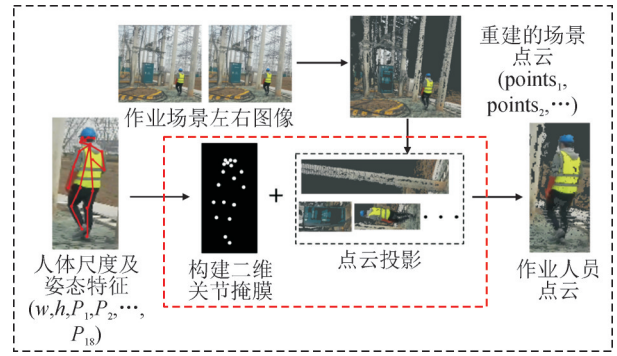 作业场景左右图像
重建的场景
点云
(points₁,
points₂,…)
人体尺度及
姿态特征
(w,h,P₁,P₂,…,
P₁₈)
构建二维
关节掩膜
+
点云投影
作业人员
点云